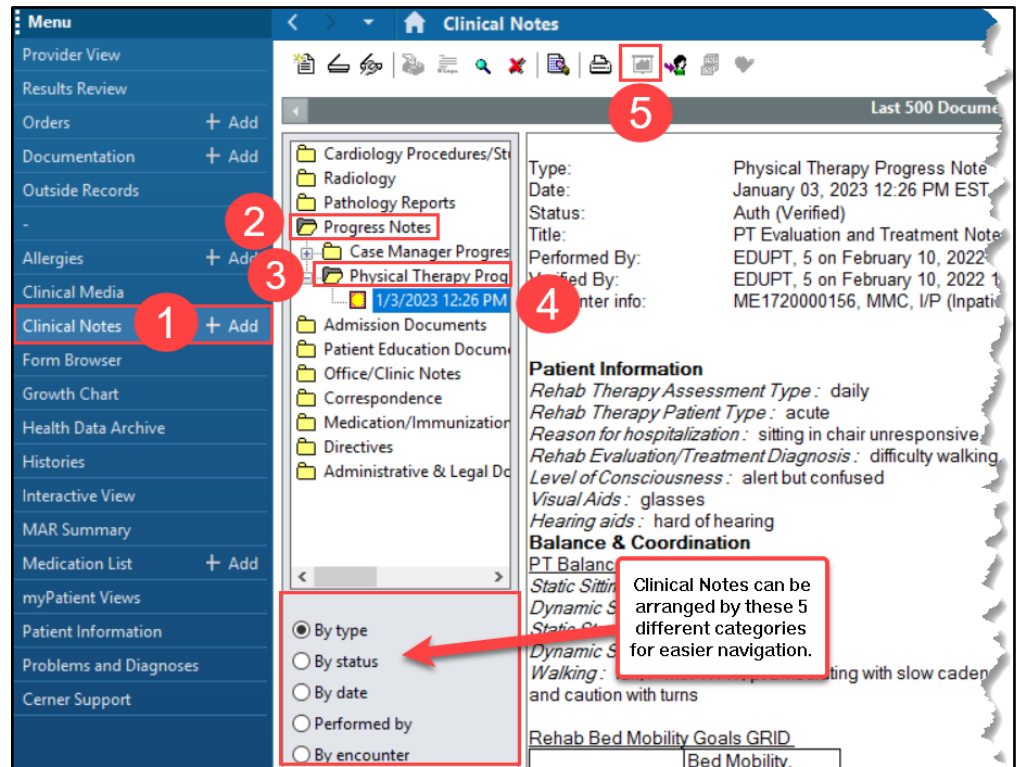 Menu
Clinical Notes
Provider View
Results Review
Orders + Add
Documentation + Add
Outside Records
-
Allergies + Add
Clinical Media
Clinical Notes 1 + Add
Form Browser
Growth Chart
Health Data Archive
Histories
Interactive View
MAR Summary
Medication List + Add
myPatient Views
Patient Information
Problems and Diagnoses
Cerner Support
5
Last 500 Docume
Cardiology Procedures/Stu
Radiology
Pathology Reports
2 Progress Notes
Case Manager Progres
3 Physical Therapy Prog
1/3/2023 12:26 PM 4
Admission Documents
Patient Education Docume
Office/Clinic Notes
Correspondence
Medication/Immunization
Directives
Administrative & Legal Do
By type
By status
By date
Performed by
By encounter
Type: Physical Therapy Progress Note
Date: January 03, 2023 12:26 PM EST
Status: Auth (Verified)
Title: PT Evaluation and Treatment Note
Performed By: EDUPT, 5 on February 10, 2022
ed By: EDUPT, 5 on February 10, 2022 1
nter info: ME1720000156, MMC, I/P (Inpati
Patient Information
Rehab Therapy Assessment Type : daily
Rehab Therapy Patient Type : acute
Reason for hospitalization : sitting in chair unresponsive,
Rehab Evaluation/Treatment Diagnosis : difficulty walking
Level of Consciousness : alert but confused
Visual Aids : glasses
Hearing aids : hard of hearing
Balance & Coordination
PT Balanc
Static Sittin
Dynamic S
Dynamic S
Walking : ting with slow caden
and caution with turns
Rehab Bed Mobility Goals GRID
Bed Mobility.
Clinical Notes can be
arranged by these 5
different categories
for easier navigation.